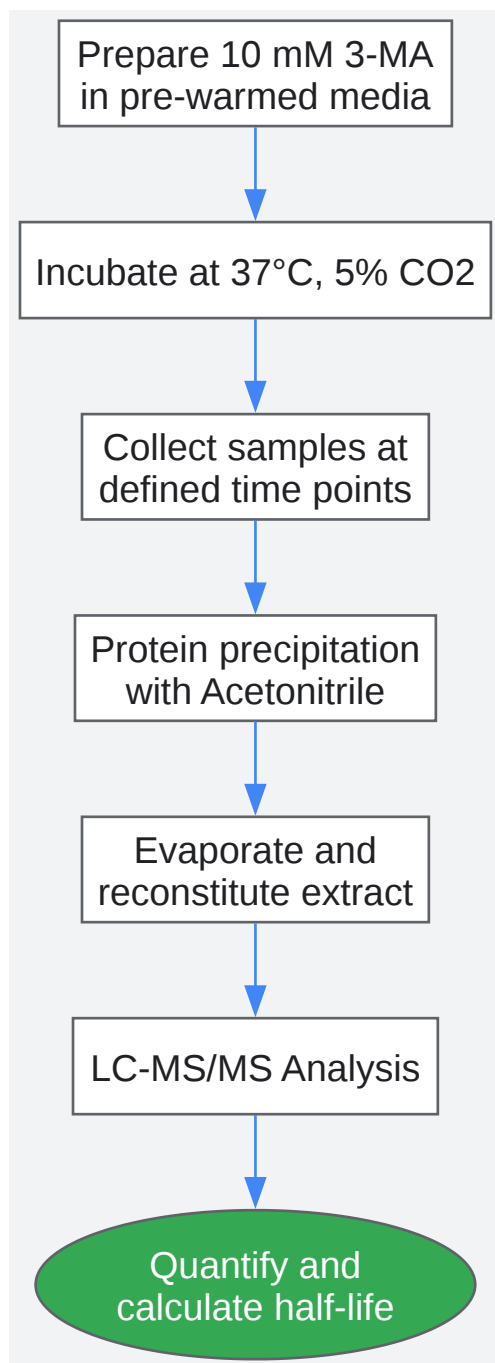 Prepare 10 mM 3-MA
in pre-warmed media
Incubate at 37°C, 5% CO2
Collect samples at
defined time points
Protein precipitation
with Acetonitrile
Evaporate and
reconstitute extract
LC-MS/MS Analysis
Quantify and
calculate half-life